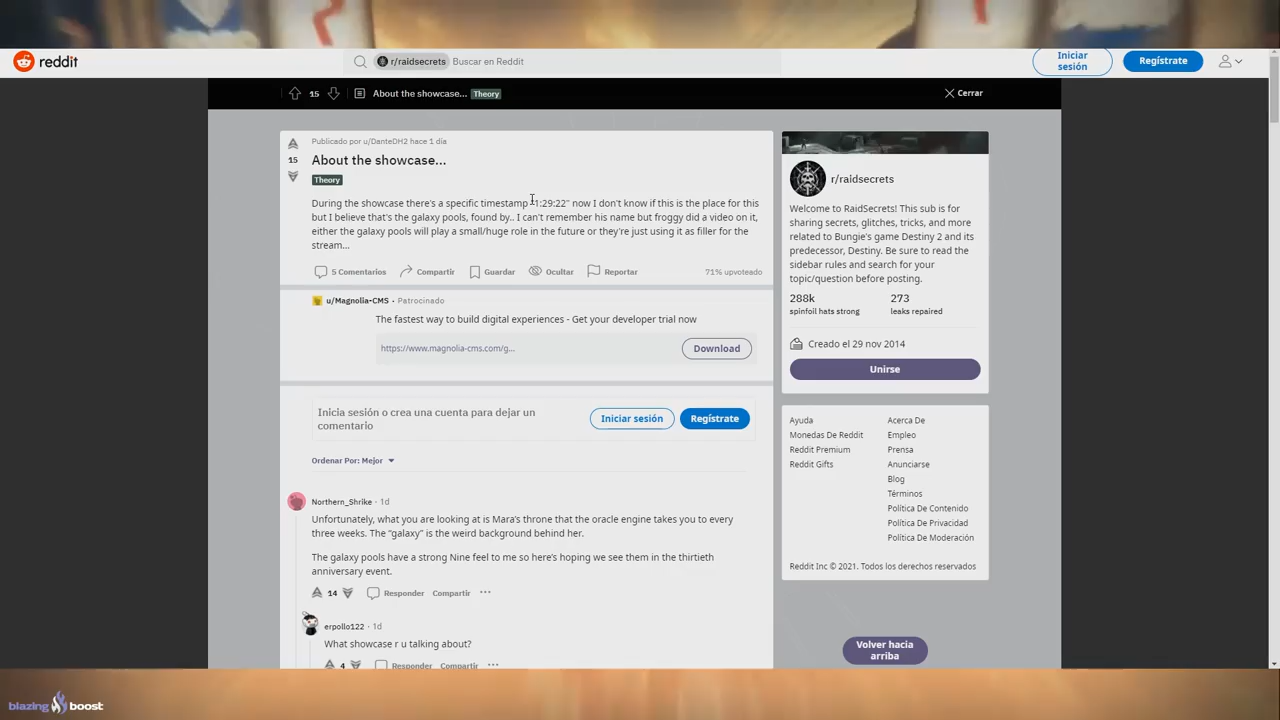 reddit
r/raidsecrets Buscar en Reddit
Iniciar
sesión
Regístrate
15 About the showcase... Theory
Cerrar
Publicado por u/DanteDH2 hace 1 día
15
About the showcase...
Theory
During the showcase there's a specific timestamp "1:29:22" now I don't know if this is the place for this
but I believe that's the galaxy pools, found by.. I can't remember his name but froggy did a video on it,
either the galaxy pools will play a small/huge role in the future or they're just using it as filler for the
stream...
5 Comentarios Compartir Guardar Ocultar Reportar 71% upvoteado
u/Magnolia-CMS • Patrocinado
The fastest way to build digital experiences - Get your developer trial now
https://www.magnolia-cms.com/g... Download
Inicia sesión o crea una cuenta para dejar un
comentario
Iniciar sesión Regístrate
Ordenar Por: Mejor
Northern_Shrike · 1d
Unfortunately, what you are looking at is Mara's throne that the oracle engine takes you to every
three weeks. The "galaxy" is the weird background behind her.
The galaxy pools have a strong Nine feel to me so here's hoping we see them in the thirtieth
anniversary event.
14 Responder Compartir ...
erpollo122 · 1d
What showcase r u talking about?
4 Responder Compartir ...
r/raidsecrets
Welcome to RaidSecrets! This sub is for
sharing secrets, glitches, tricks, and more
related to Bungie's game Destiny 2 and its
predecessor, Destiny. Be sure to read the
sidebar rules and search for your
topic/question before posting.
288k 273
spinfoil hats strong leaks repaired
Creado el 29 nov 2014
Unirse
Ayuda Acerca De
Monedas De Reddit Empleo
Reddit Premium Prensa
Reddit Gifts Anunciarse
Blog
Términos
Política De Contenido
Política De Privacidad
Política De Moderación
Reddit Inc © 2021. Todos los derechos reservados
Volver hacia
arriba
blazing boost